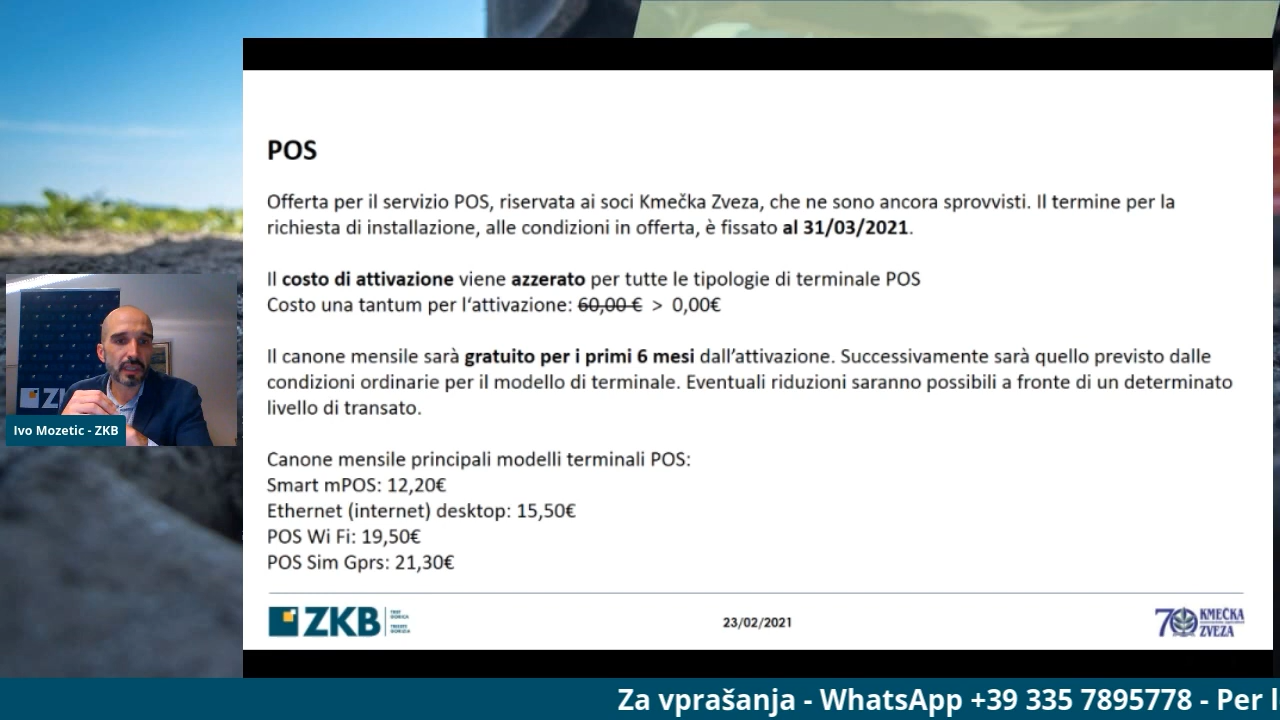 POS
Offerta per il servizio POS, riservata ai soci Kmečka Zveza, che ne sono ancora sprovvisti. Il termine per la
richiesta di installazione, alle condizioni in offerta, è fissato al 31/03/2021.
Il costo di attivazione viene azzerato per tutte le tipologie di terminale POS
Costo una tantum per l'attivazione: 60,00 € > 0,00€
Il canone mensile sarà gratuito per i primi 6 mesi dall'attivazione. Successivamente sarà quello previsto dalle
condizioni ordinarie per il modello di terminale. Eventuali riduzioni saranno possibili a fronte di un determinato
livello di transato.
Canone mensile principali modelli terminali POS:
Smart mPOS: 12,20€
Ethernet (internet) desktop: 15,50€
POS Wi Fi: 19,50€
POS Sim Gprs: 21,30€
Ivo Mozetic - ZKB
ZKB
TRST
GORICA
TRIESTE
GORIZIA
23/02/2021
70 KMEČKA
ZVEZA
Za vprašanja - WhatsApp +39 335 7895778 - Per